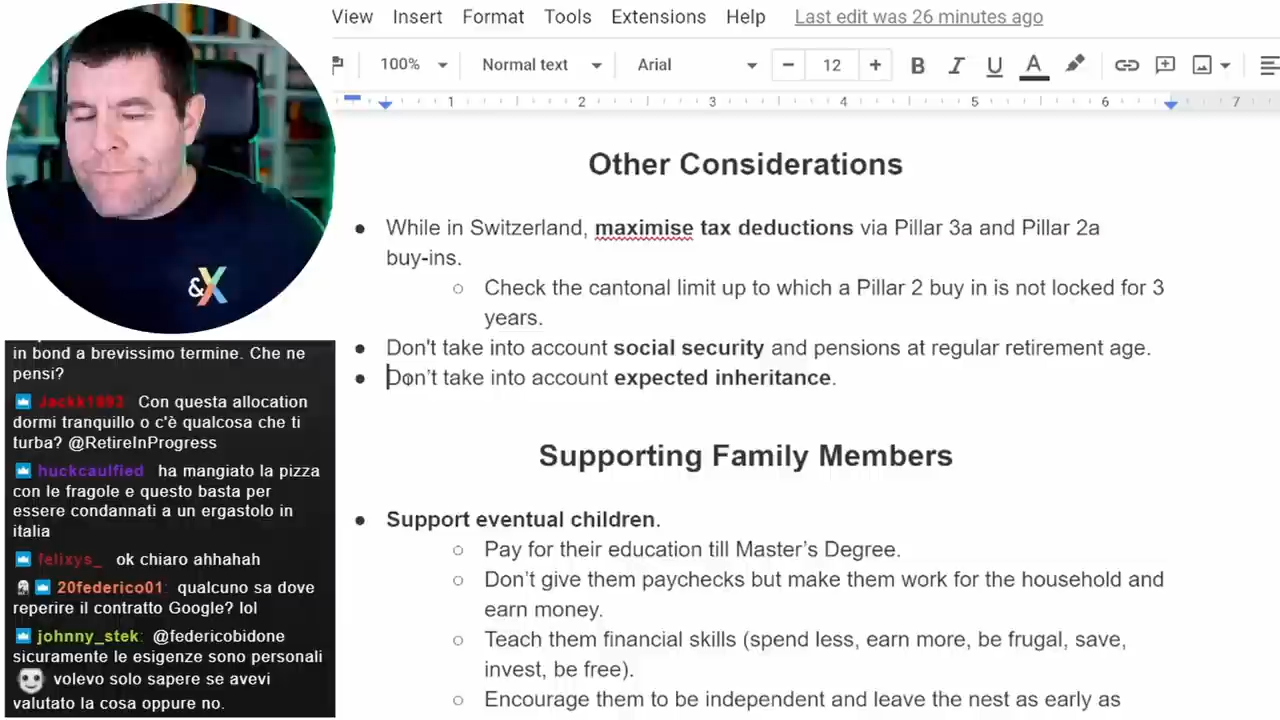 View Insert Format Tools Extensions Help Last edit was 26 minutes ago
100% Normal text Arial 12 B I U A
1 2 3 4 5 6 7
Other Considerations
● While in Switzerland, maximise tax deductions via Pillar 3a and Pillar 2a
buy-ins.
○ Check the cantonal limit up to which a Pillar 2 buy in is not locked for 3
years.
● Don't take into account social security and pensions at regular retirement age.
● Don’t take into account expected inheritance.
Supporting Family Members
● Support eventual children.
○ Pay for their education till Master’s Degree.
○ Don’t give them paychecks but make them work for the household and
earn money.
○ Teach them financial skills (spend less, earn more, be frugal, save,
invest, be free).
○ Encourage them to be independent and leave the nest as early as
&X
in bond a brevissimo termine. Che ne
pensi?
Jackk1892: Con questa allocation
dormi tranquillo o c'è qualcosa che ti
turba? @RetireInProgress
huckcaulfied ha mangiato la pizza
con le fragole e questo basta per
essere condannati a un ergastolo in
italia
felixys_ ok chiaro ahhahah
20federico01: qualcuno sa dove
reperire il contratto Google? lol
johnny_stek: @federicobidone
sicuramente le esigenze sono personali
volevo solo sapere se avevi
valutato la cosa oppure no.